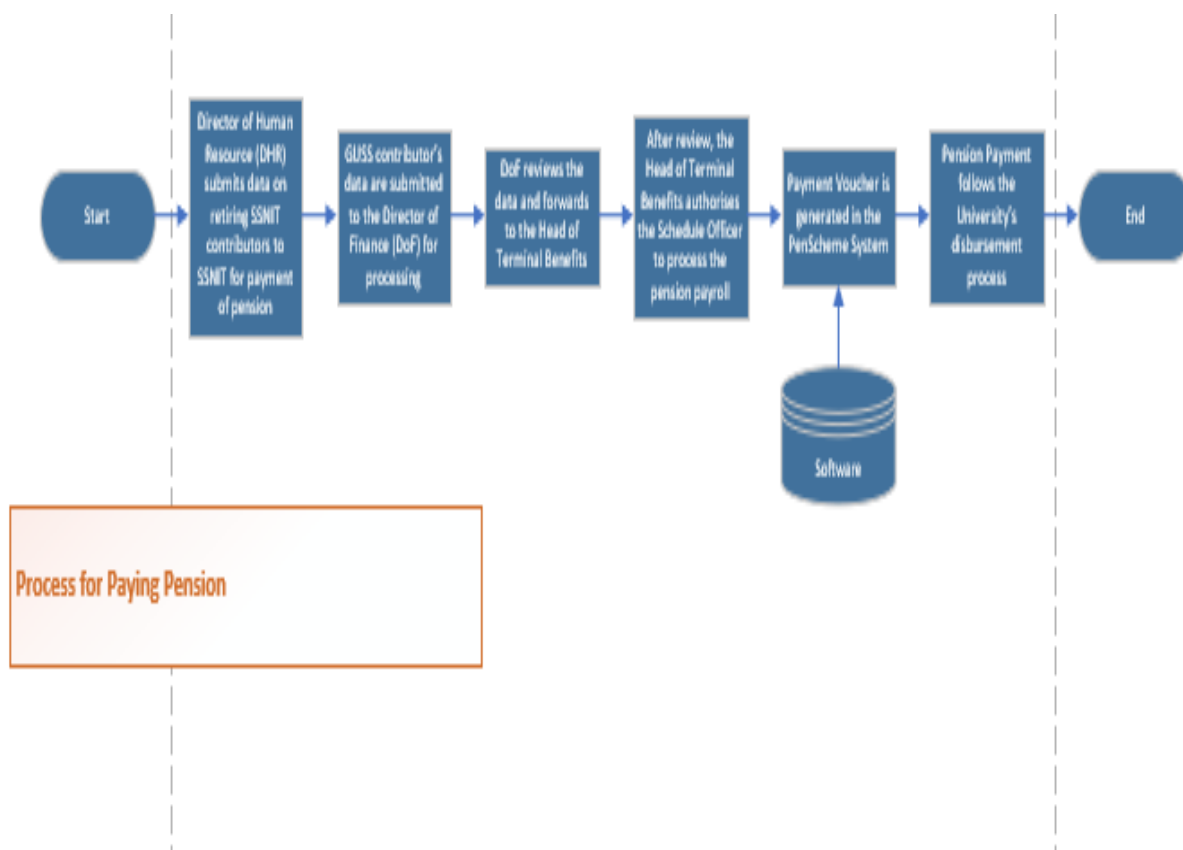 Start
Director of Human
Resource (DHR)
submits data on
retiring SSNIT
contributors to
SSNIT for payment
of pension
GUSS contributor's
data are submitted
to the Director of
Finance (DoF) for
processing
DoF reviews the
data and forwards
to the Head of
Terminal Benefits
After review, the
Head of Terminal
Benefits authorises
the Schedule Officer
to process the
pension payroll
Payment Voucher is
generated in the
PenScheme System
Pension Payment
follows the
University's
disbursement
process
End
Software
Process for Paying Pension